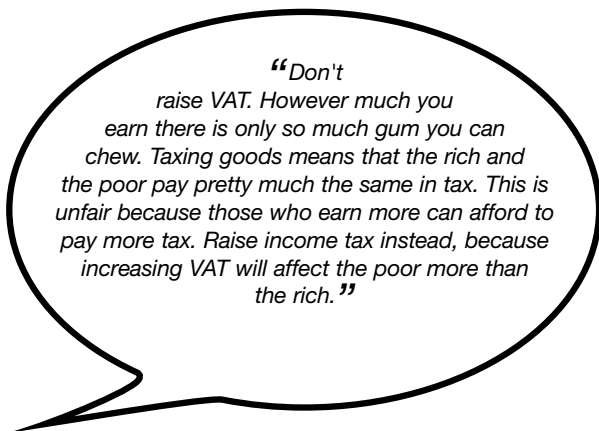 “Don't
raise VAT. However much you
earn there is only so much gum you can
chew. Taxing goods means that the rich and
the poor pay pretty much the same in tax. This is
unfair because those who earn more can afford to
pay more tax. Raise income tax instead, because
increasing VAT will affect the poor more than
the rich.”